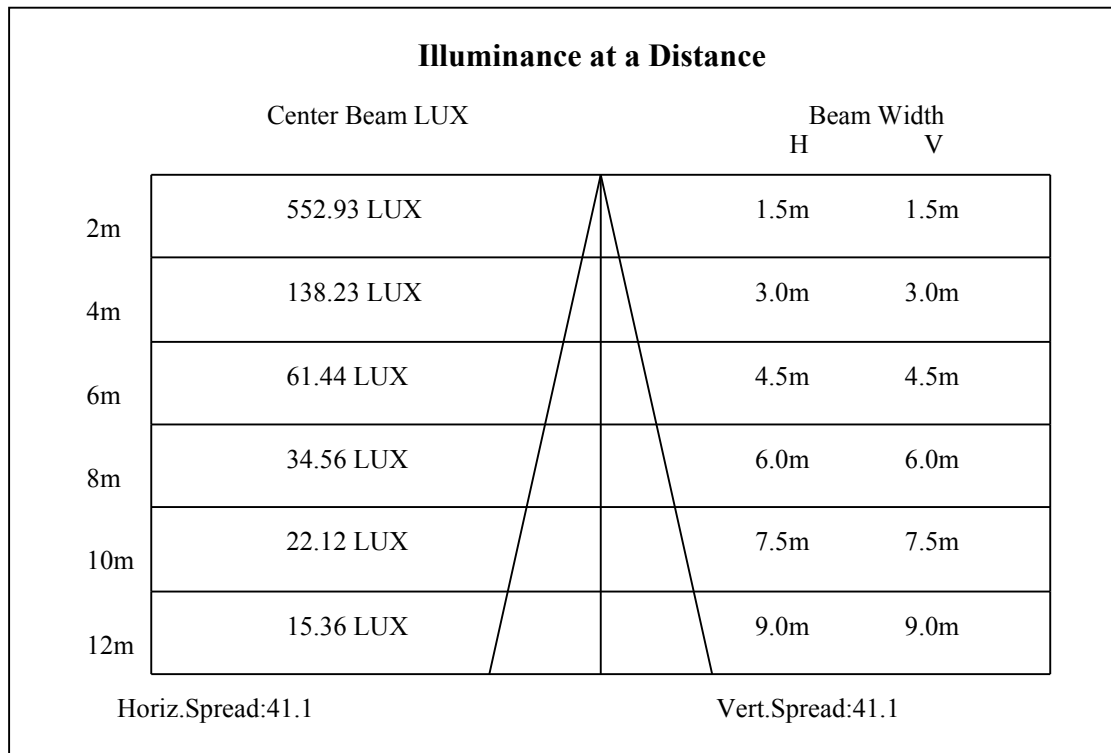 Illuminance at a Distance
Center Beam LUX Beam Width
H V
2m 552.93 LUX 1.5m 1.5m
4m 138.23 LUX 3.0m 3.0m
6m 61.44 LUX 4.5m 4.5m
8m 34.56 LUX 6.0m 6.0m
10m 22.12 LUX 7.5m 7.5m
12m 15.36 LUX 9.0m 9.0m
Horiz.Spread:41.1 Vert.Spread:41.1